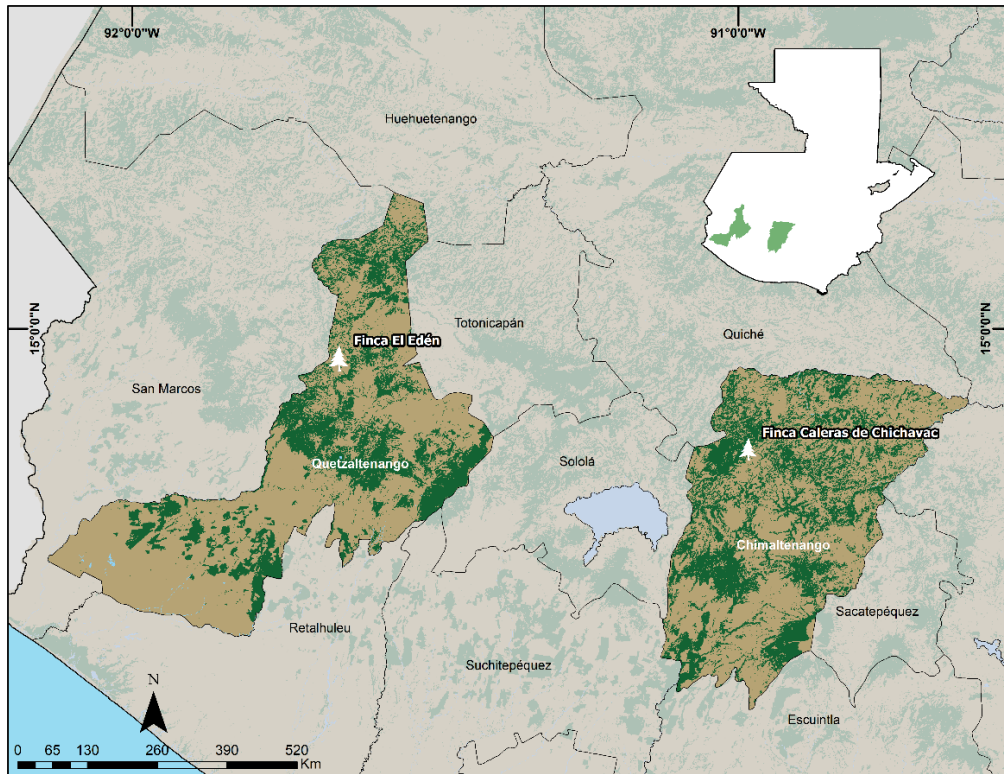 92°0'0"W
91°0'0"W
Huehuetenango
15°0'0"N
15°0'0"N
Totonicapán
Quiché
Finca El Edén
San Marcos
Finca Caleras de Chichavac
Sololá
Quetzaltenango
Chimaltenango
Sacatepéquez
Retalhuleu
Suchitepéquez
Escuintla
N
0 65 130 260 390 520
Km